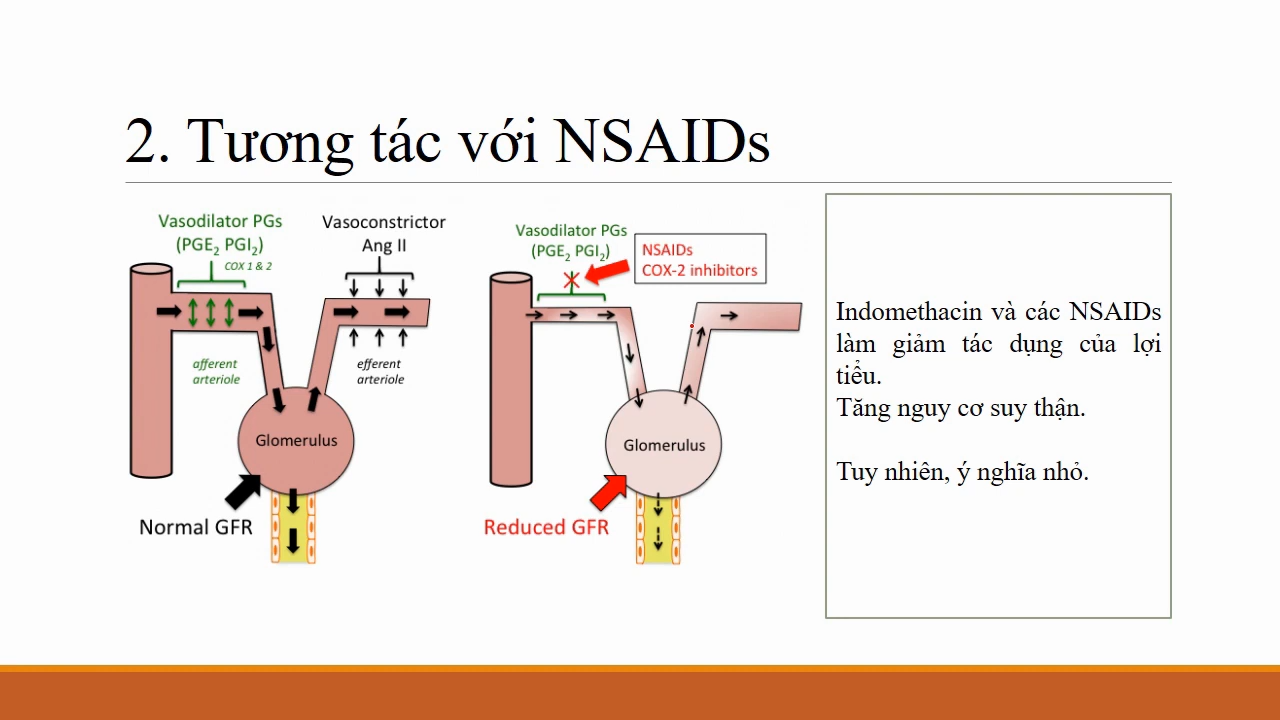 2. Tương tác với NSAIDs
Vasodilator PGs
(PGE₂ PGI₂)
COX 1 & 2
Vasoconstrictor
Ang II
afferent
arteriole
efferent
arteriole
Glomerulus
Normal GFR
Vasodilator PGs
(PGE₂ PGI₂)
NSAIDs
COX-2 inhibitors
Glomerulus
Reduced GFR
Indomethacin và các NSAIDs
làm giảm tác dụng của lợi
tiểu.
Tăng nguy cơ suy thận.
Tuy nhiên, ý nghĩa nhỏ.